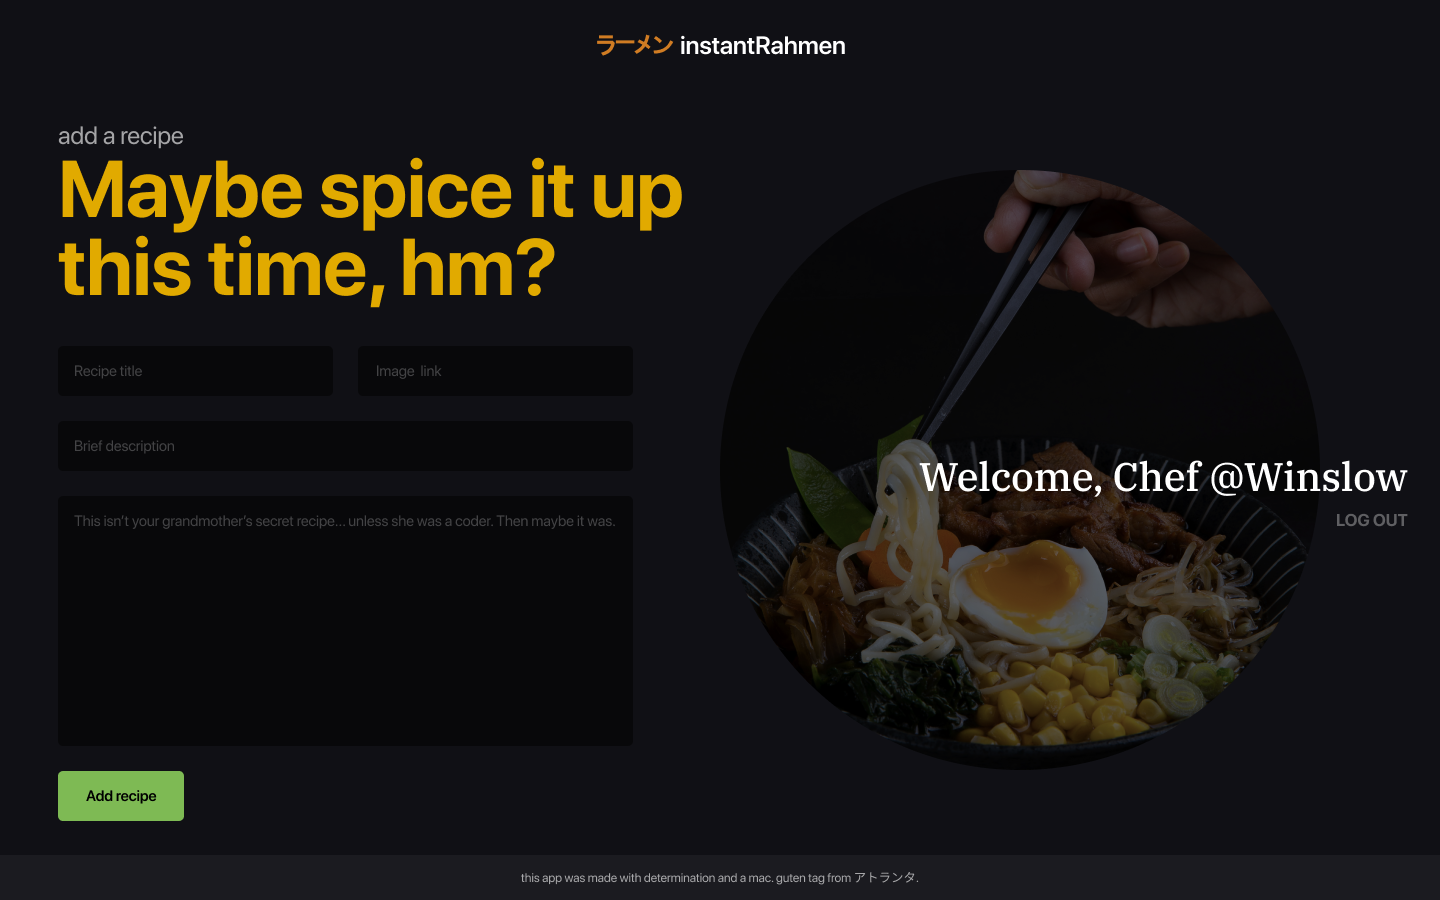 ラーメン instantRahmen
add a recipe
Maybe spice it up
this time, hm?
Recipe title
Image link
Brief description
This isn't your grandmother's secret recipe... unless she was a coder. Then maybe it was.
Add recipe
Welcome, Chef @Winslow
LOG OUT
this app was made with determination and a mac. guten tag from アトランタ.